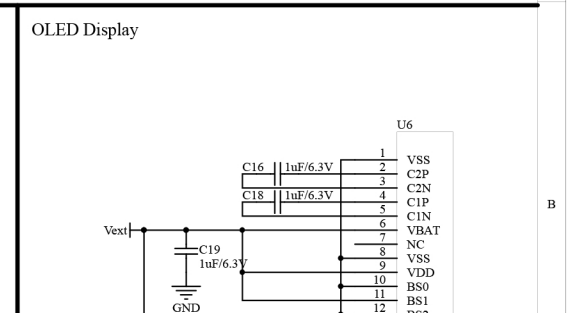 OLED Display
U6
1 VSS
C16 1uF/6.3V 2 C2P
3 C2N
C18 1uF/6.3V 4 C1P
5 C1N
B
Vext 6 VBAT
7 NC
C19 8 VSS
1uF/6.3V 9 VDD
10 BS0
11 BS1
GND 12 BS2